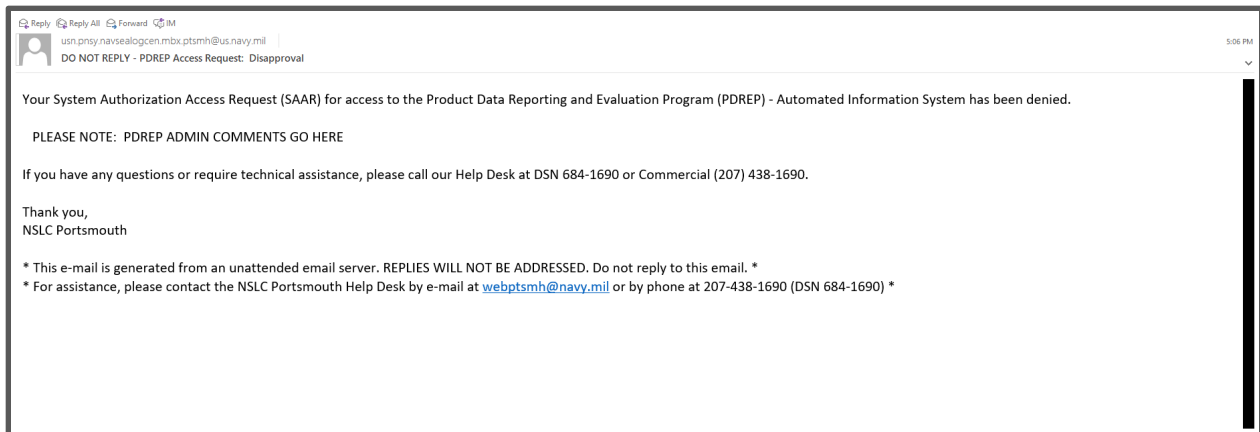 Reply Reply All Forward IM
usn.pnsy.navsealogcen.mbx.ptsmh@us.navy.mil
5:06 PM
DO NOT REPLY - PDREP Access Request: Disapproval
Your System Authorization Access Request (SAAR) for access to the Product Data Reporting and Evaluation Program (PDREP) - Automated Information System has been denied.
PLEASE NOTE: PDREP ADMIN COMMENTS GO HERE
If you have any questions or require technical assistance, please call our Help Desk at DSN 684-1690 or Commercial (207) 438-1690.
Thank you,
NSLC Portsmouth
* This e-mail is generated from an unattended email server. REPLIES WILL NOT BE ADDRESSED. Do not reply to this email. *
* For assistance, please contact the NSLC Portsmouth Help Desk by e-mail at webptsmh@navy.mil or by phone at 207-438-1690 (DSN 684-1690) *